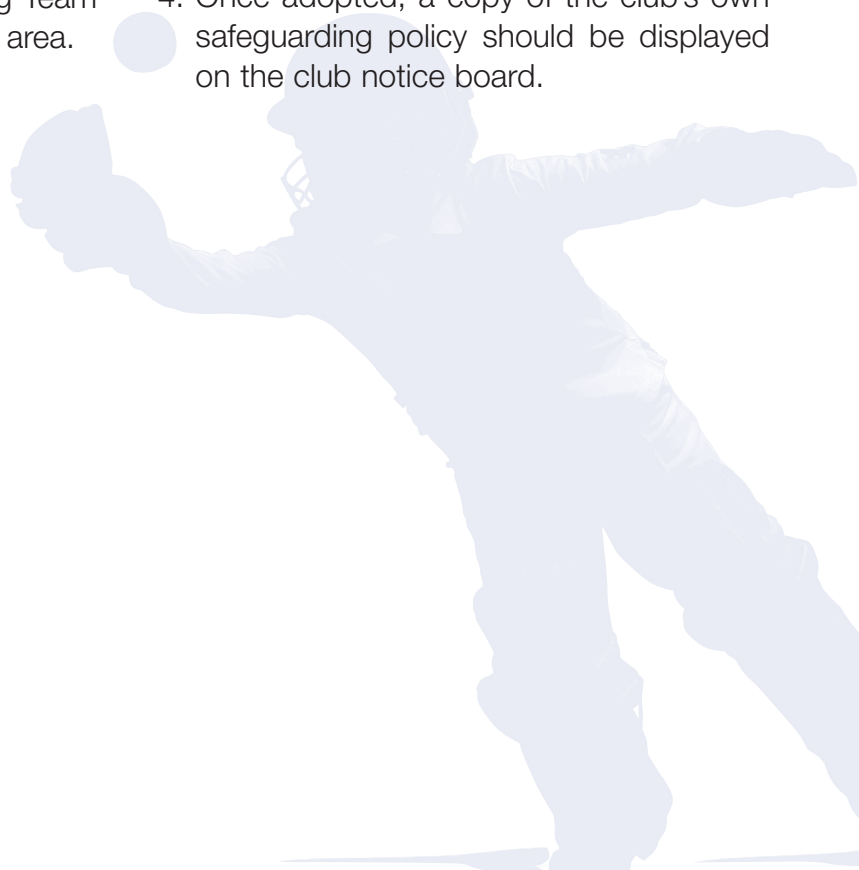 g Team
area.
4. Once adopted, a copy of the club's own
safeguarding policy should be displayed
on the club notice board.